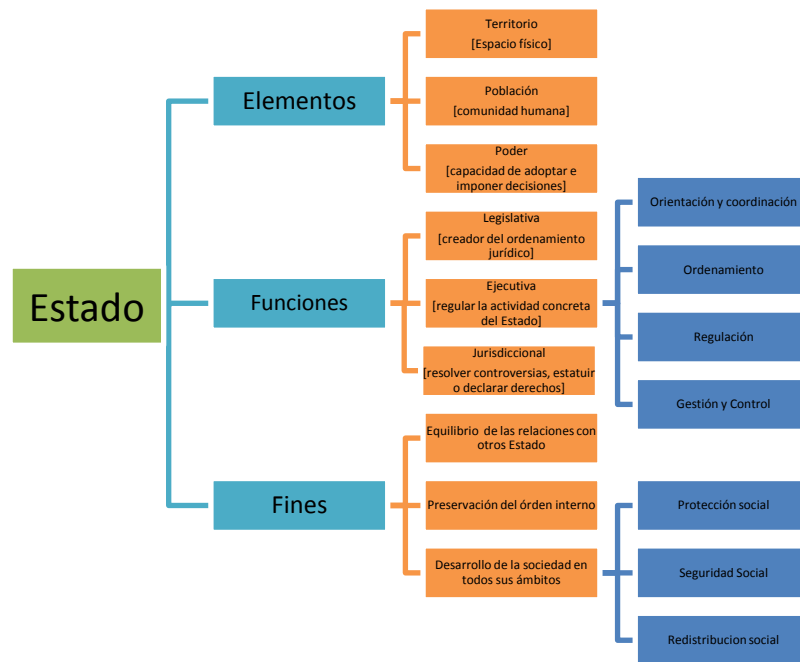 Estado
Elementos
Territorio
[Espacio físico]
Población
[comunidad humana]
Poder
[capacidad de adoptar e
imponer decisiones]
Funciones
Legislativa
[creador del ordenamiento
jurídico]
Ejecutiva
[regular la actividad concreta
del Estado]
Orientación y coordinación
Ordenamiento
Regulación
Gestión y Control
Jurisdiccional
[resolver controversias, estatuir
o declarar derechos]
Fines
Equilibrio de las relaciones con
otros Estado
Preservación del órden interno
Desarrollo de la sociedad en
todos sus ámbitos
Protección social
Seguridad Social
Redistribucion social